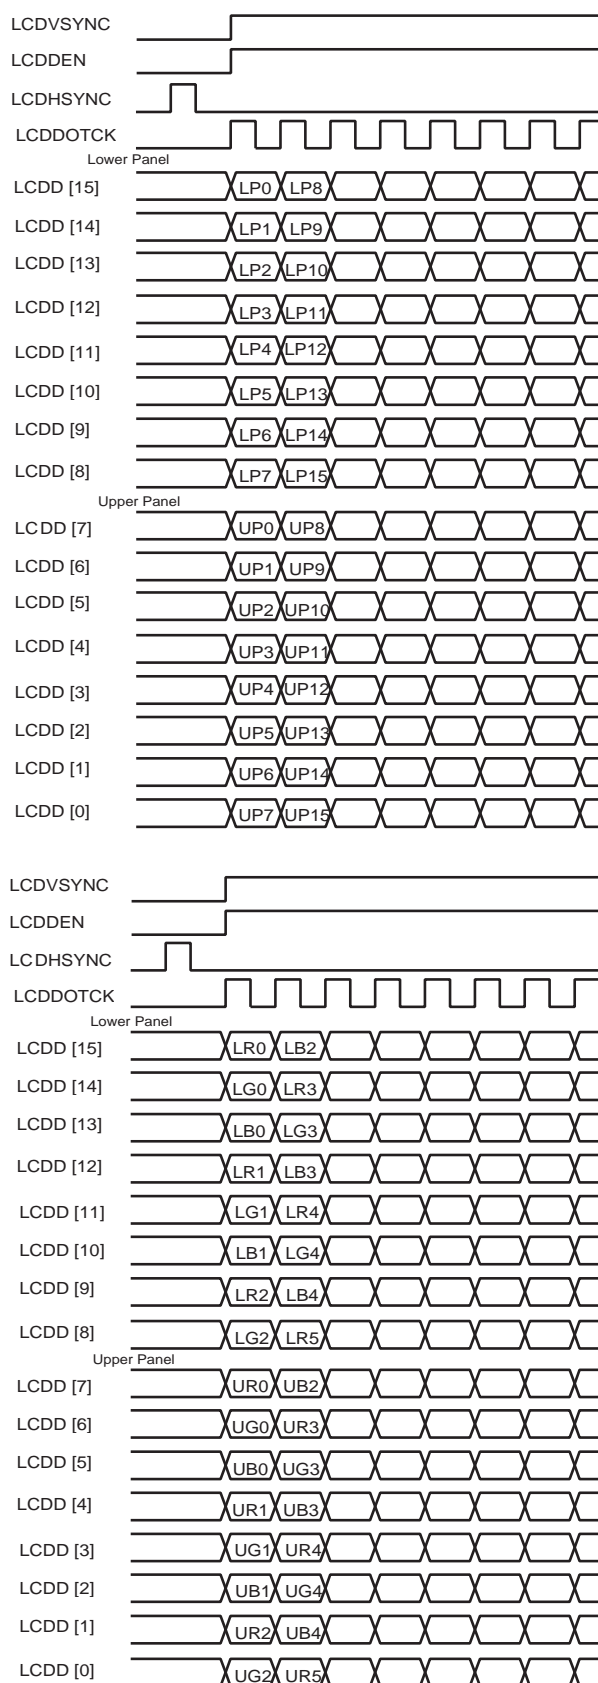 LCDVSYNC
LCDDEN
LCDHSYNC
LCDDOTCK
Lower Panel
LCDD [15] LP0 LP8
LCDD [14] LP1 LP9
LCDD [13] LP2 LP10
LCDD [12] LP3 LP11
LCDD [11] LP4 LP12
LCDD [10] LP5 LP13
LCDD [9] LP6 LP14
LCDD [8] LP7 LP15
Upper Panel
LCDD [7] UP0 UP8
LCDD [6] UP1 UP9
LCDD [5] UP2 UP10
LCDD [4] UP3 UP11
LCDD [3] UP4 UP12
LCDD [2] UP5 UP13
LCDD [1] UP6 UP14
LCDD [0] UP7 UP15
LCDVSYNC
LCDDEN
LCDHSYNC
LCDDOTCK
Lower Panel
LCDD [15] LR0 LB2
LCDD [14] LG0 LR3
LCDD [13] LB0 LG3
LCDD [12] LR1 LB3
LCDD [11] LG1 LR4
LCDD [10] LB1 LG4
LCDD [9] LR2 LB4
LCDD [8] LG2 LR5
Upper Panel
LCDD [7] UR0 UB2
LCDD [6] UG0 UR3
LCDD [5] UB0 UG3
LCDD [4] UR1 UB3
LCDD [3] UG1 UR4
LCDD [2] UB1 UG4
LCDD [1] UR2 UB4
LCDD [0] UG2 UR5